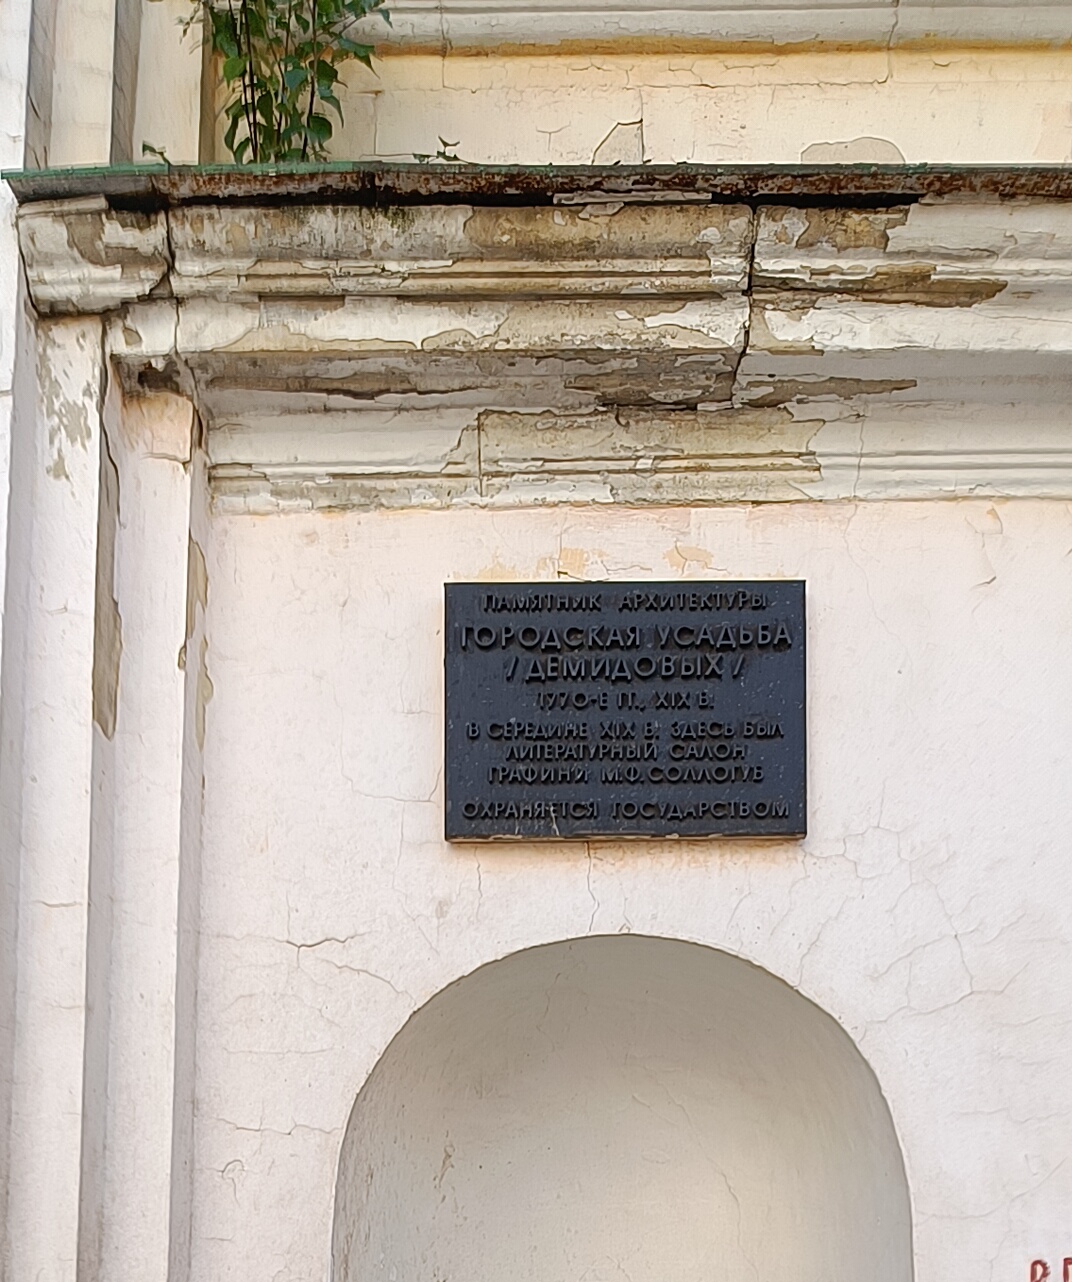 ПАМЯТНИК АРХИТЕКТУРЫ
ГОРОДСКАЯ УСАДЬБА
/ДЕМИДОВЫХ/
1770-Е ГГ., XIX В.
В СЕРЕДИНЕ XIX В. ЗДЕСЬ БЫЛ
ЛИТЕРАТУРНЫЙ САЛОН
ГРАФИНИ М.Ф. СОЛЛОГУБ
ОХРАНЯЕТСЯ ГОСУДАРСТВОМ